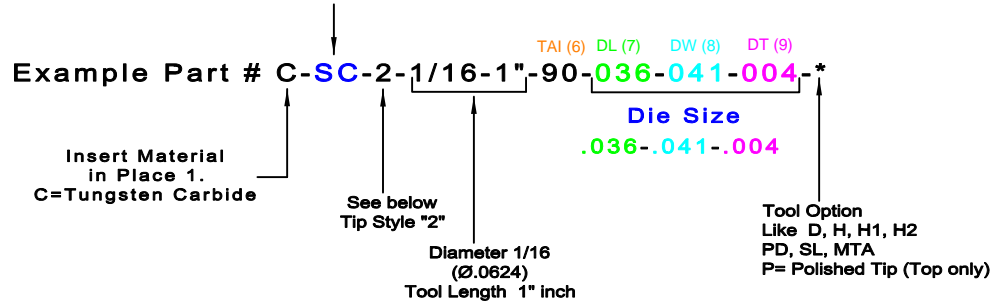 TAI (6) DL (7) DW (8) DT (9)
Example Part # C-SC-2-1/16-1"-90-036-041-004-*
Die Size
.036-.041-.004
Insert Material
in Place 1.
C=Tungsten Carbide
See below
Tip Style "2"
Diameter 1/16
(Ø.0624)
Tool Length 1" inch
Tool Option
Like D, H, H1, H2
PD, SL, MTA
P= Polished Tip (Top only)